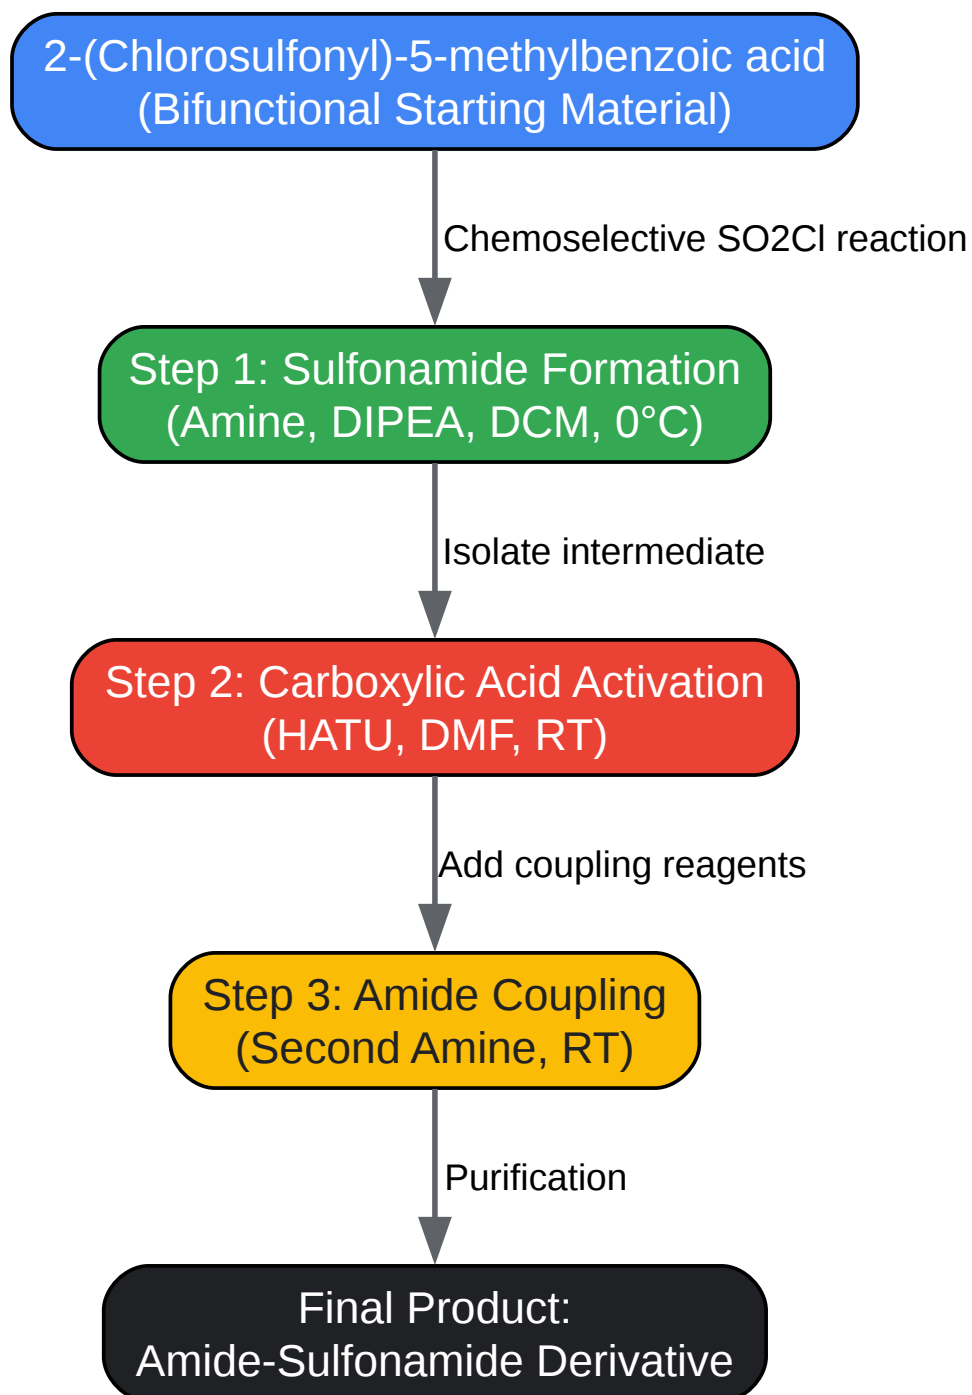 2-(Chlorosulfonyl)-5-methylbenzoic acid
(Bifunctional Starting Material)
Chemoselective SO2Cl reaction
Step 1: Sulfonamide Formation
(Amine, DIPEA, DCM, 0°C)
Isolate intermediate
Step 2: Carboxylic Acid Activation
(HATU, DMF, RT)
Add coupling reagents
Step 3: Amide Coupling
(Second Amine, RT)
Purification
Final Product:
Amide-Sulfonamide Derivative